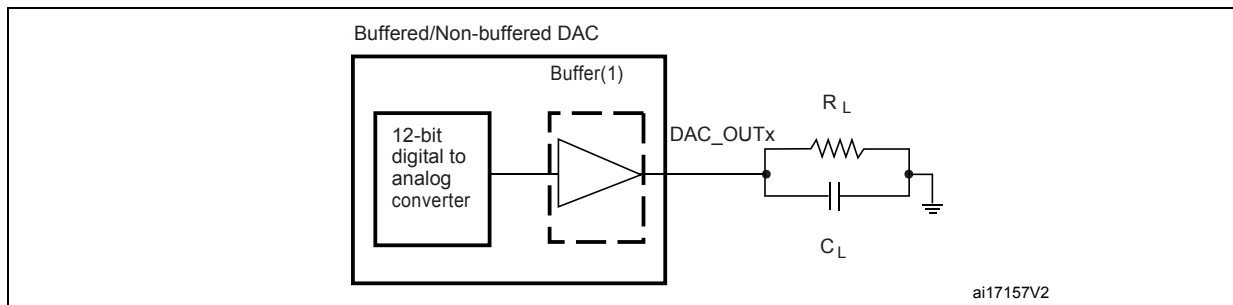 Buffered/Non-buffered DAC
Buffer(1)
12-bit
digital to
analog
converter
DAC_OUTx
R L
C L
ai17157V2